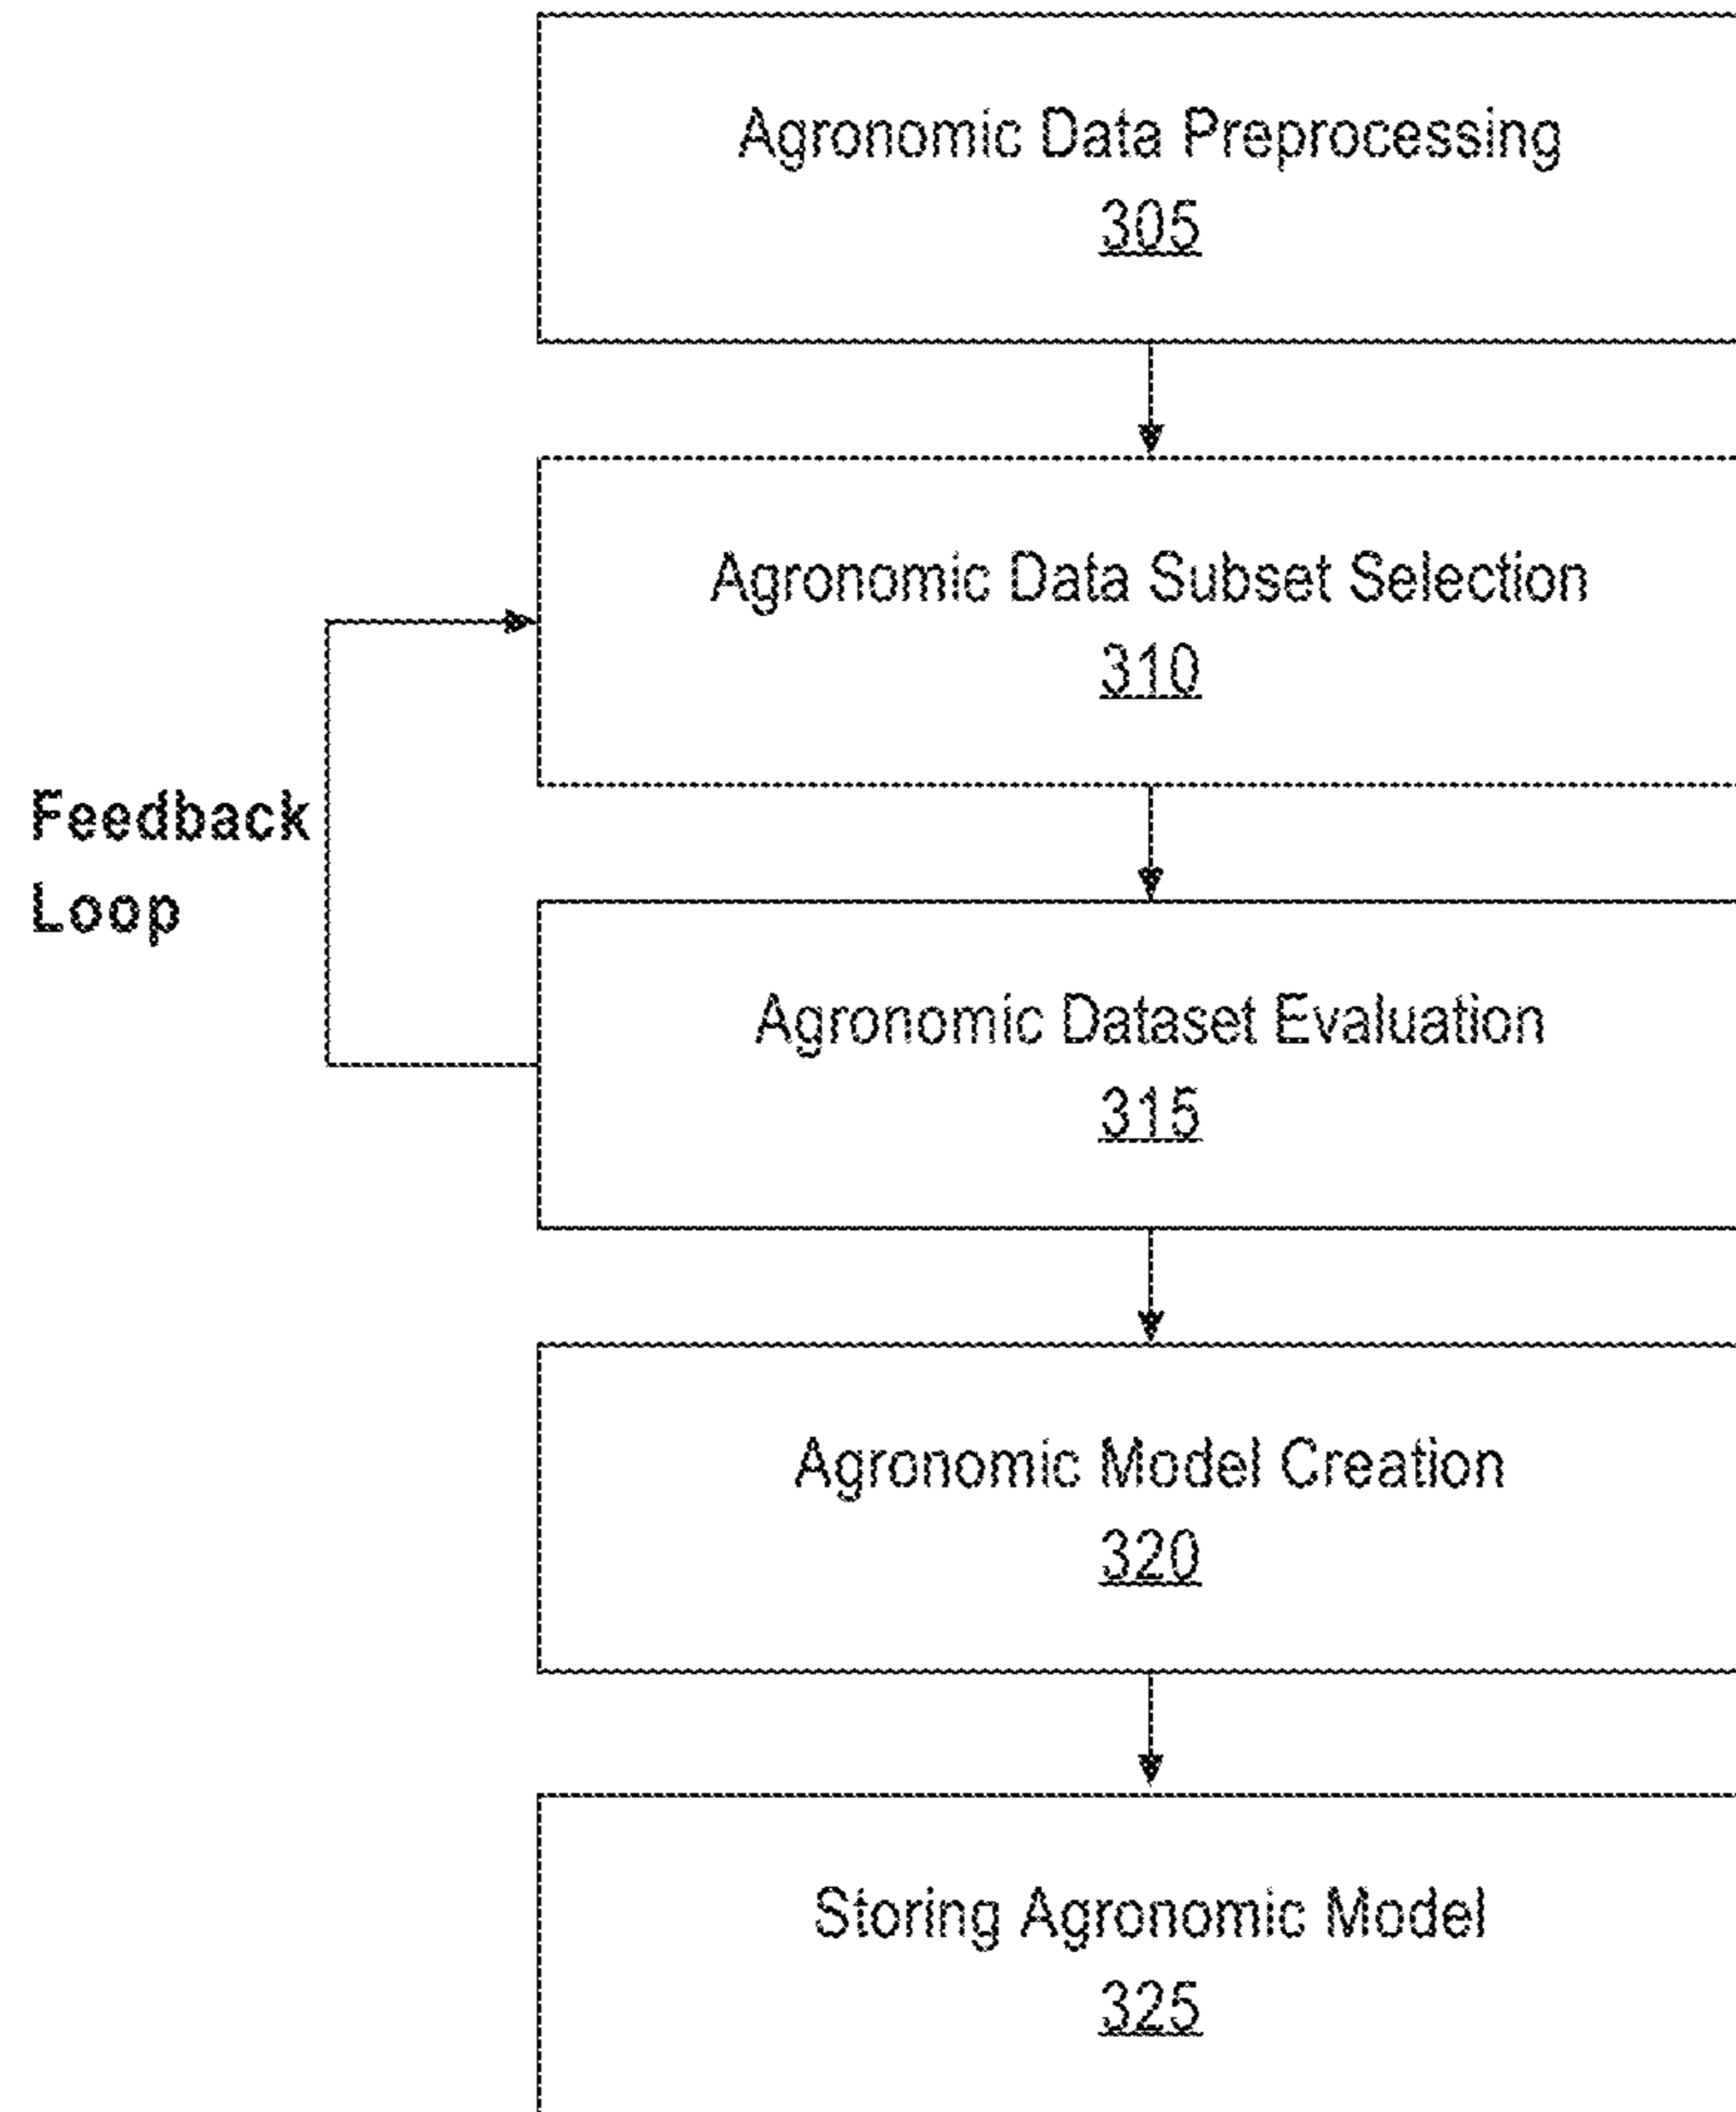 Agronomic Data Preprocessing
305
Agronomic Data Subset Selection
310
Feedback
Loop
Agronomic Dataset Evaluation
315
Agronomic Model Creation
320
Storing Agronomic Model
325